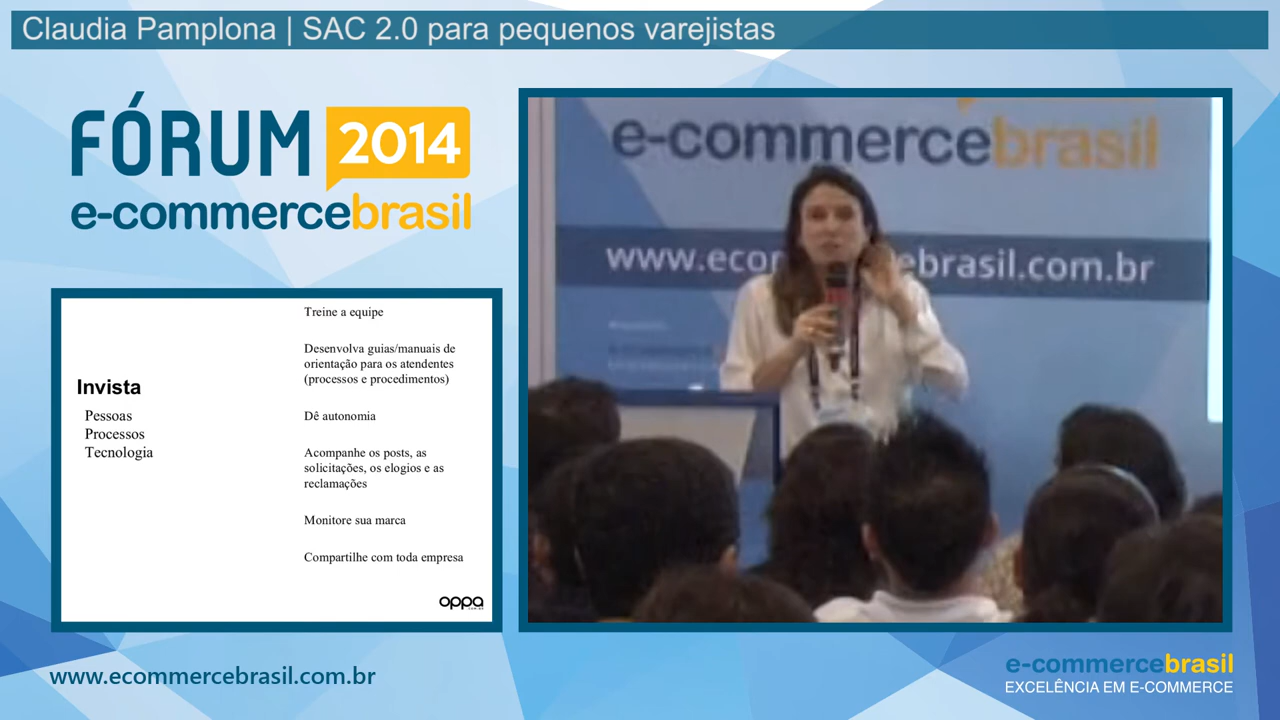 Claudia Pamplona | SAC 2.0 para pequenos varejistas
FÓRUM 2014
e-commercebrasil
Invista
Pessoas
Processos
Tecnologia
Treine a equipe
Desenvolva guias/manuais de
orientação para os atendentes
(processos e procedimentos)
Dê autonomia
Acompanhe os posts, as
solicitações, os elogios e as
reclamações
Monitore sua marca
Compartilhe com toda empresa
oppa
e-commercebrasil
www.ecom ebrasil.com.br
www.ecommercebrasil.com.br
e-commercebrasil
EXCELÊNCIA EM E-COMMERCE